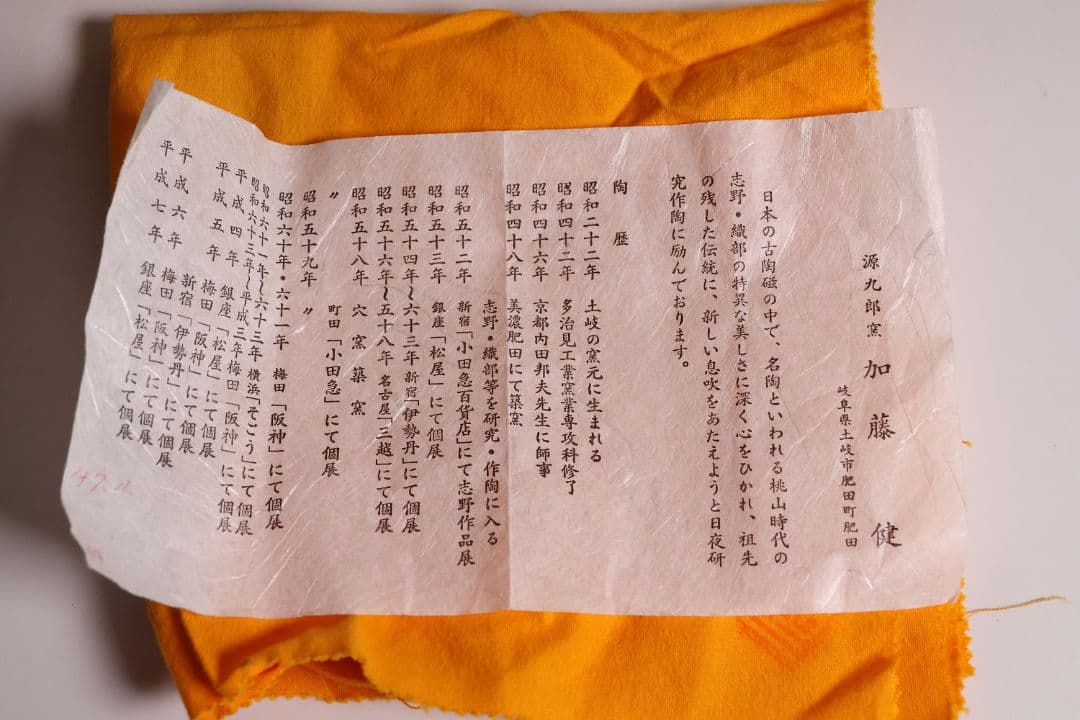 源九郎窯 加藤 健
岐阜県土岐市肥田町肥田
日本の古陶磁の中で、名陶といわれる桃山時代の
志野・織部の特異な美しさに深く心をひかれ、祖先
の残した伝統に、新しい息吹をあたえようと日夜研
究作陶に励んでおります。
陶 歴
昭和二十二年 土岐の窯元に生まれる
昭和四十二年 多治見工業窯業専攻科修了
昭和四十六年 京都内田邦夫先生に師事
昭和四十八年 美濃肥田にて築窯
志野・織部等を研究・作陶に入る
昭和五十二年 新宿「小田急百貨店」にて志野作品展
昭和五十三年 銀座「松屋」にて個展
昭和五十四年〜六十三年 新宿「伊勢丹」にて個展
昭和五十六年〜五十八年 名古屋「三越」にて個展
昭和五十八年 穴窯築窯
〃 町田「小田急」にて個展
昭和五十九年 〃
昭和六十年・六十一年 梅田「阪神」にて個展
昭和六十一年〜六十三年 横浜「そごう」にて個展
昭和六十三年〜平成三年 梅田「阪神」にて個展
平成四年 銀座「松屋」にて個展
平成五年 梅田「阪神」にて個展
新宿「伊勢丹」にて個展
平成六年 梅田「阪神」にて個展
平成七年 銀座「松屋」にて個展